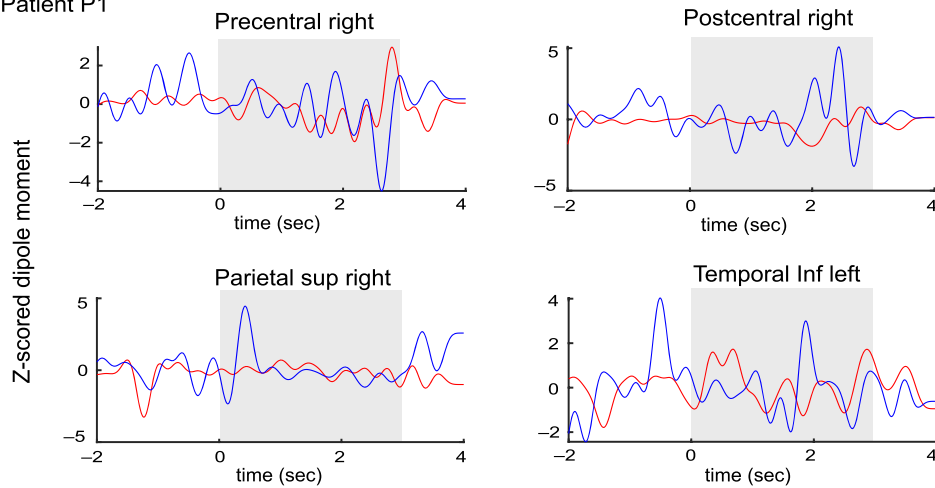 Patient P1
Precentral right
2
0
−2
−4
−2 0 2 4
time (sec)
Postcentral right
5
0
−5
−2 0 2 4
time (sec)
Z-scored dipole moment
Parietal sup right
5
0
−5
−2 0 2 4
time (sec)
Temporal Inf left
4
2
0
−2
−2 0 2 4
time (sec)